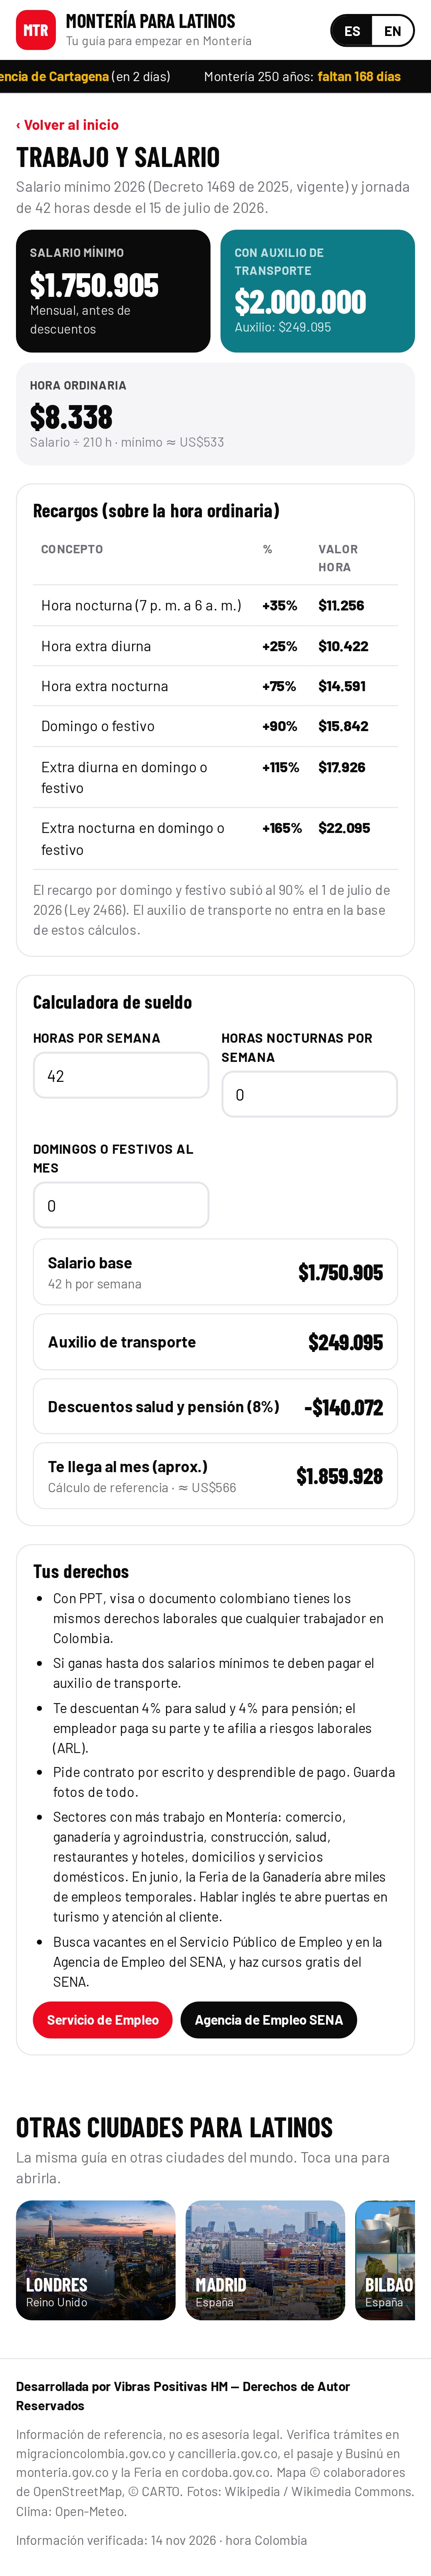 MTR
MONTERÍA PARA LATINOS
Tu guía para empezar en Montería
ES EN
encia de Cartagena (en 2 días) Montería 250 años: faltan 168 días
‹ Volver al inicio
TRABAJO Y SALARIO
Salario mínimo 2026 (Decreto 1469 de 2025, vigente) y jornada
de 42 horas desde el 15 de julio de 2026.
SALARIO MÍNIMO
$1.750.905
Mensual, antes de
descuentos
CON AUXILIO DE
TRANSPORTE
$2.000.000
Auxilio: $249.095
HORA ORDINARIA
$8.338
Salario ÷ 210 h · mínimo ≈ US$533
Recargos (sobre la hora ordinaria)
CONCEPTO % VALOR
HORA
Hora nocturna (7 p. m. a 6 a. m.) +35% $11.256
Hora extra diurna +25% $10.422
Hora extra nocturna +75% $14.591
Domingo o festivo +90% $15.842
Extra diurna en domingo o +115% $17.926
festivo
Extra nocturna en domingo o +165% $22.095
festivo
El recargo por domingo y festivo subió al 90% el 1 de julio de
2026 (Ley 2466). El auxilio de transporte no entra en la base
de estos cálculos.
Calculadora de sueldo
HORAS POR SEMANA
42
HORAS NOCTURNAS POR
SEMANA
0
DOMINGOS O FESTIVOS AL
MES
0
Salario base $1.750.905
42 h por semana
Auxilio de transporte $249.095
Descuentos salud y pensión (8%) -$140.072
Te llega al mes (aprox.) $1.859.928
Cálculo de referencia · ≈ US$566
Tus derechos
• Con PPT, visa o documento colombiano tienes los
mismos derechos laborales que cualquier trabajador en
Colombia.
• Si ganas hasta dos salarios mínimos te deben pagar el
auxilio de transporte.
• Te descuentan 4% para salud y 4% para pensión; el
empleador paga su parte y te afilia a riesgos laborales
(ARL).
• Pide contrato por escrito y desprendible de pago. Guarda
fotos de todo.
• Sectores con más trabajo en Montería: comercio,
ganadería y agroindustria, construcción, salud,
restaurantes y hoteles, domicilios y servicios
domésticos. En junio, la Feria de la Ganadería abre miles
de empleos temporales. Hablar inglés te abre puertas en
turismo y atención al cliente.
• Busca vacantes en el Servicio Público de Empleo y en la
Agencia de Empleo del SENA, y haz cursos gratis del
SENA.
Servicio de Empleo Agencia de Empleo SENA
OTRAS CIUDADES PARA LATINOS
La misma guía en otras ciudades del mundo. Toca una para
abrirla.
LONDRES
Reino Unido
MADRID
España
BILBAO
España
Desarrollada por Vibras Positivas HM — Derechos de Autor
Reservados
Información de referencia, no es asesoría legal. Verifica trámites en
migracioncolombia.gov.co y cancilleria.gov.co, el pasaje y Businú en
monteria.gov.co y la Feria en cordoba.gov.co. Mapa © colaboradores
de OpenStreetMap, © CARTO. Fotos: Wikipedia / Wikimedia Commons.
Clima: Open-Meteo.
Información verificada: 14 nov 2026 · hora Colombia